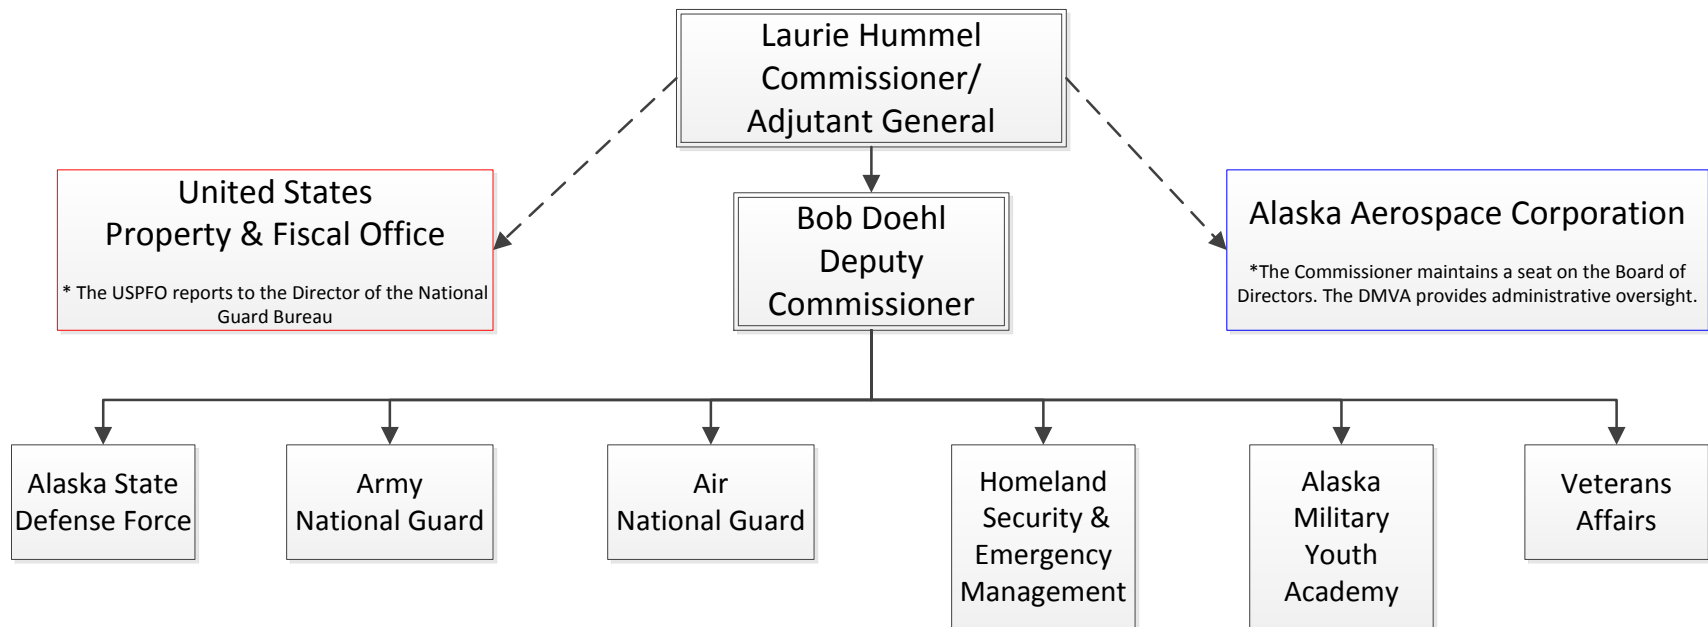 Laurie Hummel
Commissioner/
Adjutant General
United States
Property & Fiscal Office
* The USPFO reports to the Director of the National
Guard Bureau
Bob Doehl
Deputy
Commissioner
Alaska Aerospace Corporation
*The Commissioner maintains a seat on the Board of
Directors. The DMVA provides administrative oversight.
Alaska State
Defense Force
Army
National Guard
Air
National Guard
Homeland
Security &
Emergency
Management
Alaska
Military
Youth
Academy
Veterans
Affairs